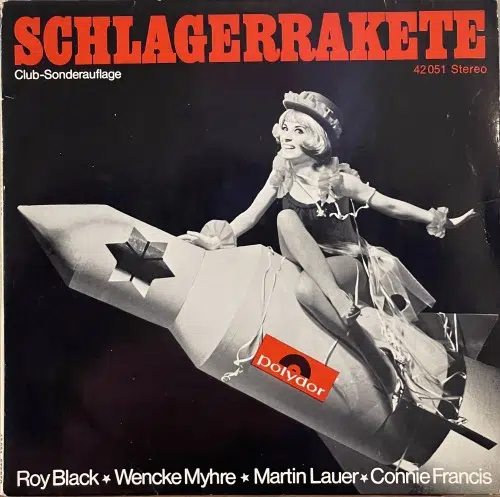 SCHLAGERRAKETE
Club-Sonderauflage
42 051 Stereo
polydor
Roy Black ★ Wencke Myhre ★ Martin Lauer ★ Connie Francis